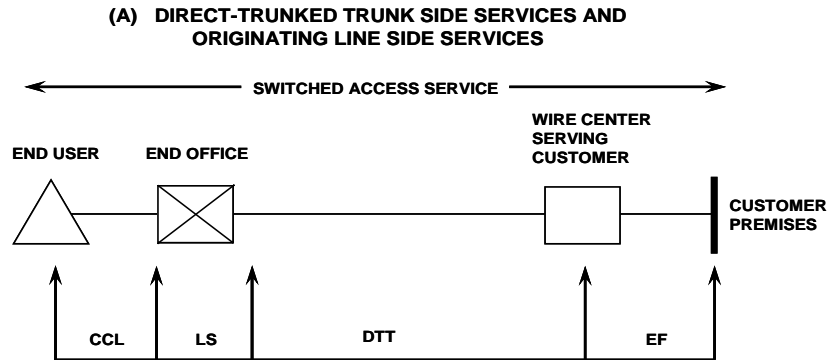 (A) DIRECT-TRUNKED TRUNK SIDE SERVICES AND
ORIGINATING LINE SIDE SERVICES
SWITCHED ACCESS SERVICE
WIRE CENTER
SERVING
CUSTOMER
END USER
END OFFICE
CUSTOMER
PREMISES
CCL
LS
DTT
EF